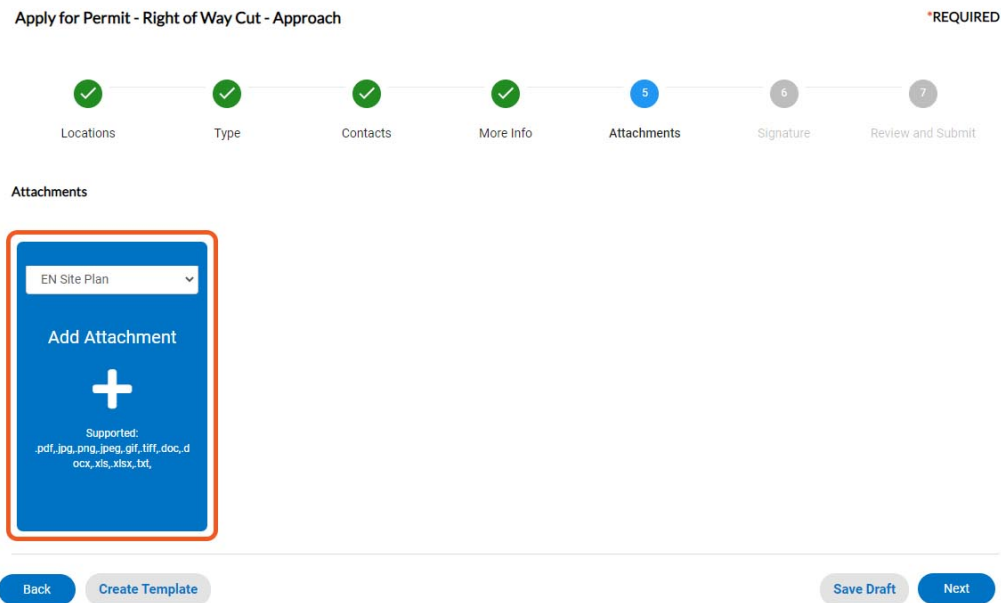 Apply for Permit - Right of Way Cut - Approach
*REQUIRED
5
6
7
Locations
Type
Contacts
More Info
Attachments
Signature
Review and Submit
Attachments
EN Site Plan
Add Attachment
Supported:
.pdf,.jpg,.png,.jpeg,.gif,.tiff,.doc,.d
ocx,.xls,.xlsx,.txt,
Back
Create Template
Save Draft
Next